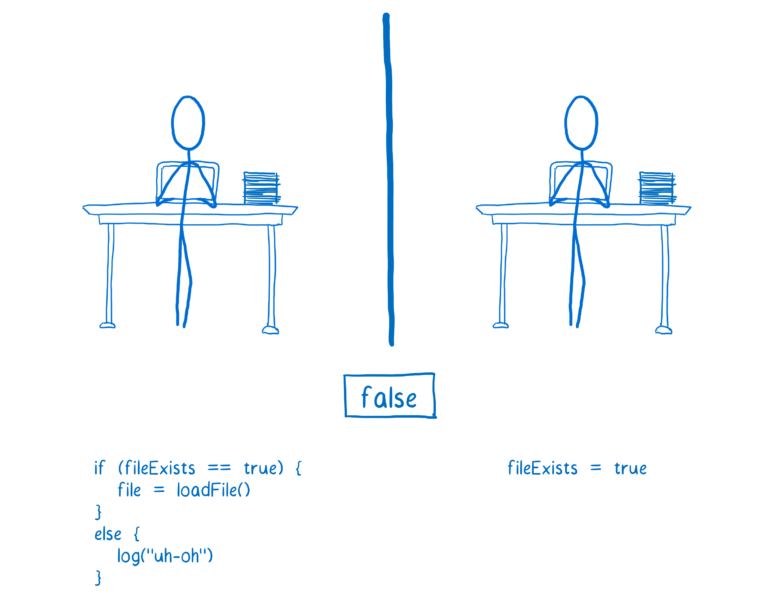 false
if (fileExists == true) {
file = loadFile()
}
else {
log("uh-oh")
}
fileExists = true